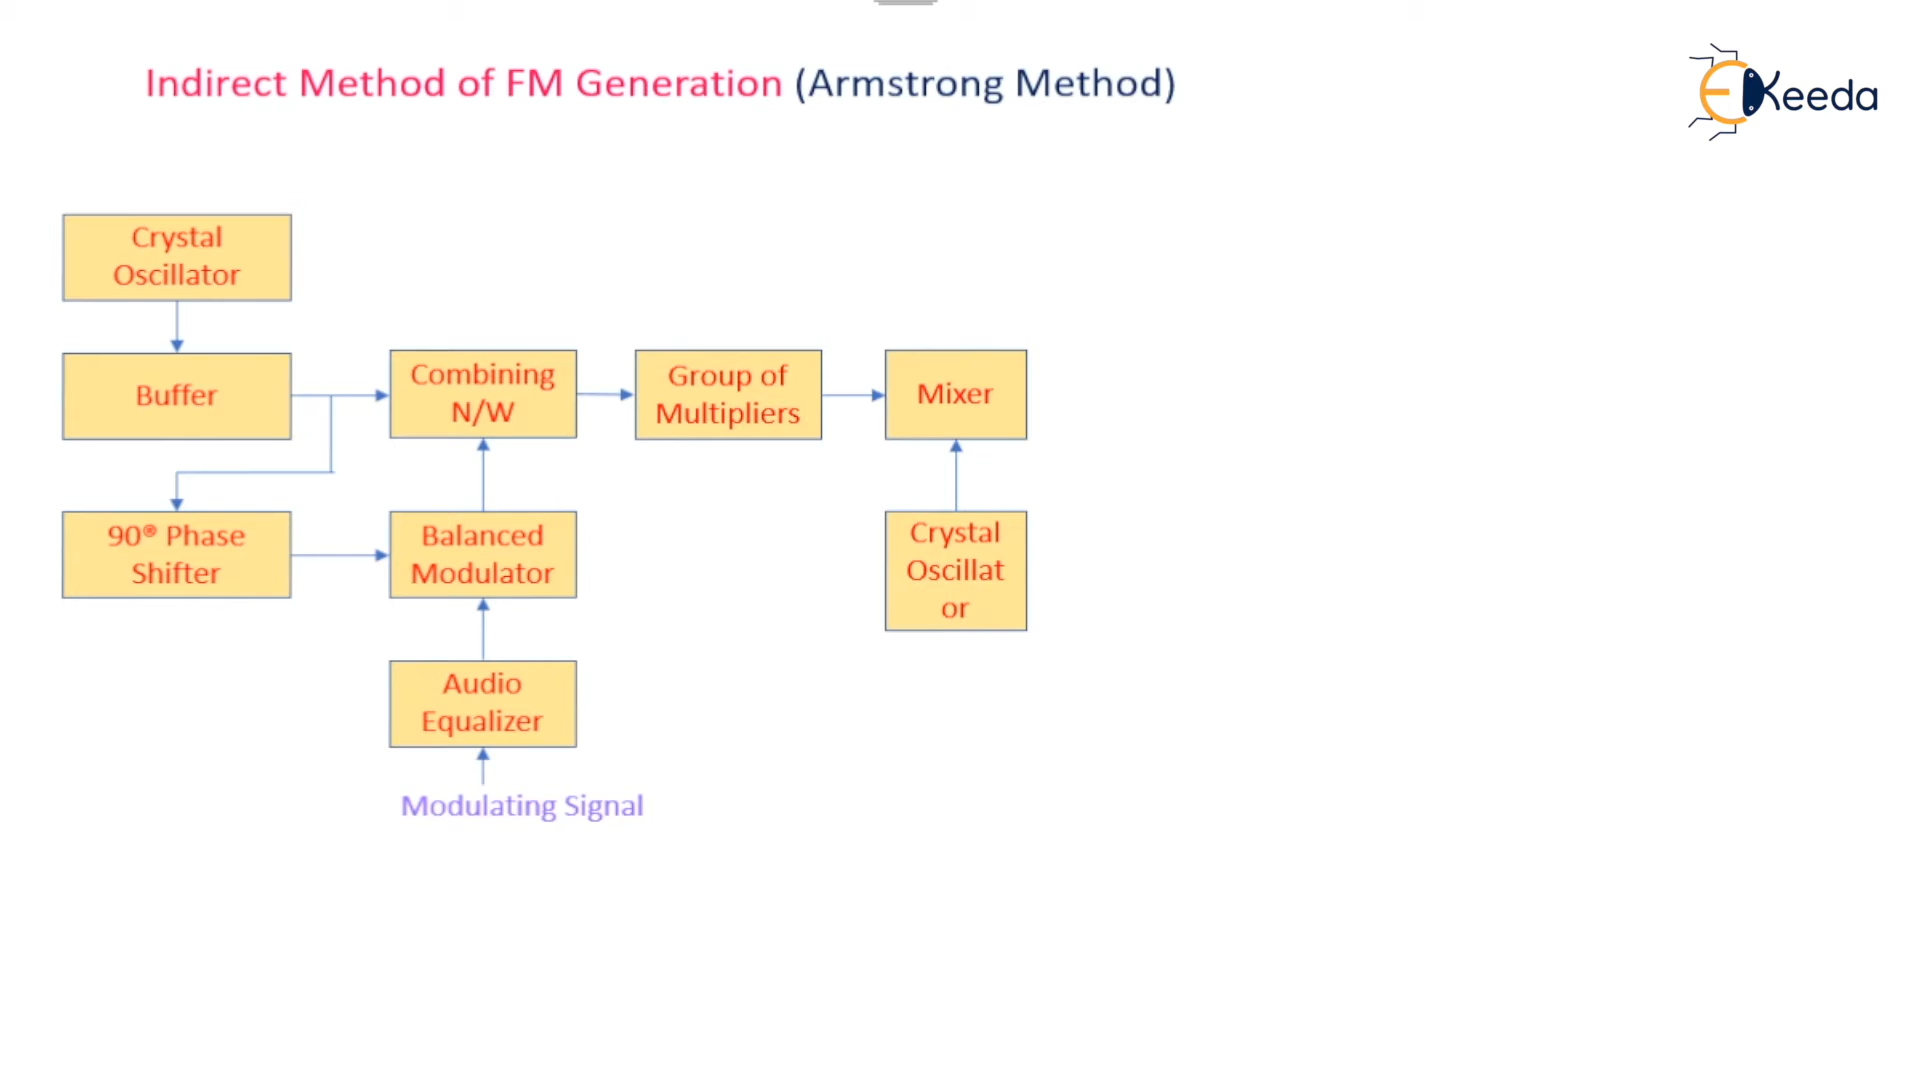 Indirect Method of FM Generation (Armstrong Method)
EKeeda
Crystal
Oscillator
Buffer
Combining
N/W
Group of
Multipliers
Mixer
90® Phase
Shifter
Balanced
Modulator
Crystal
Oscillat
or
Audio
Equalizer
Modulating Signal